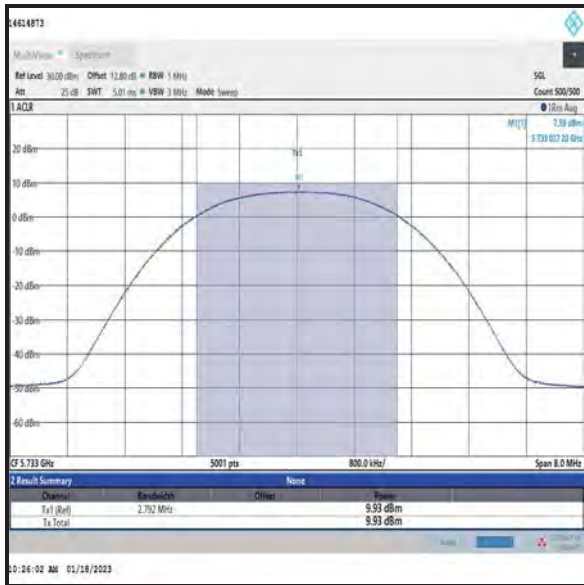 14614873
MultiView Spectrum
Ref Level 30.00 dBm Offset 12.80 dB RBW 1 MHz SGL
Att 25 dB SWT 5.01 ms VBW 3 MHz Mode Sweep Count 500/500
1 ACLR 1Rm Avg
M1[1] 7.39 dBm
20 dBm
Tx1
10 dBm
M1
0 dBm
-10 dBm
-20 dBm
-30 dBm
-40 dBm
-50 dBm
-60 dBm
CF 5.733 GHz 5001 pts 800.0 kHz/ Span 8.0 MHz
2 Result Summary None
Channel Bandwidth Offset Power
Tx1 (Ref) 2.792 MHz 9.93 dBm
Tx Total 9.93 dBm
10:26:02 AM 01/18/2023